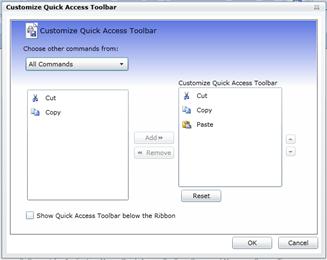 Customize Quick Access Toolbar
Customize Quick Access Toolbar
Choose other commands from:
All Commands
Customize Quick Access Toolbar
Cut
Copy
Cut
Copy
Paste
Add »
« Remove
Reset
Show Quick Access Toolbar below the Ribbon
OK
Cancel